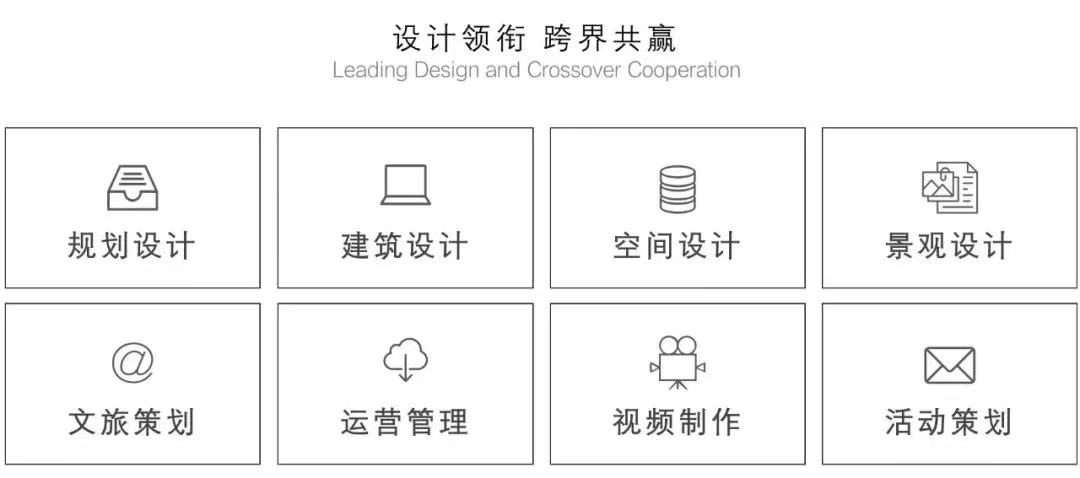 设计领衔 跨界共赢
Leading Design and Crossover Cooperation
规划设计
建筑设计
空间设计
景观设计
@
文旅策划
运营管理
视频制作
活动策划